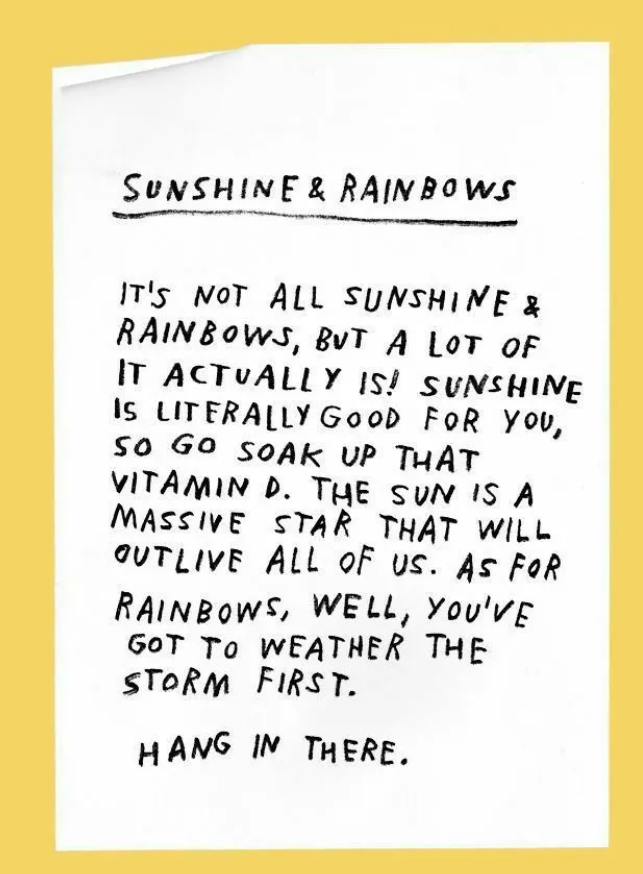 SUNSHINE & RAINBOWS
IT'S NOT ALL SUNSHINE &
RAINBOWS, BUT A LOT OF
IT ACTUALLY IS! SUNSHINE
IS LITERALLY GOOD FOR YOU,
SO GO SOAK UP THAT
VITAMIN D. THE SUN IS A
MASSIVE STAR THAT WILL
OUTLIVE ALL OF US. AS FOR
RAINBOWS, WELL, YOU'VE
GOT TO WEATHER THE
STORM FIRST.
HANG IN THERE.